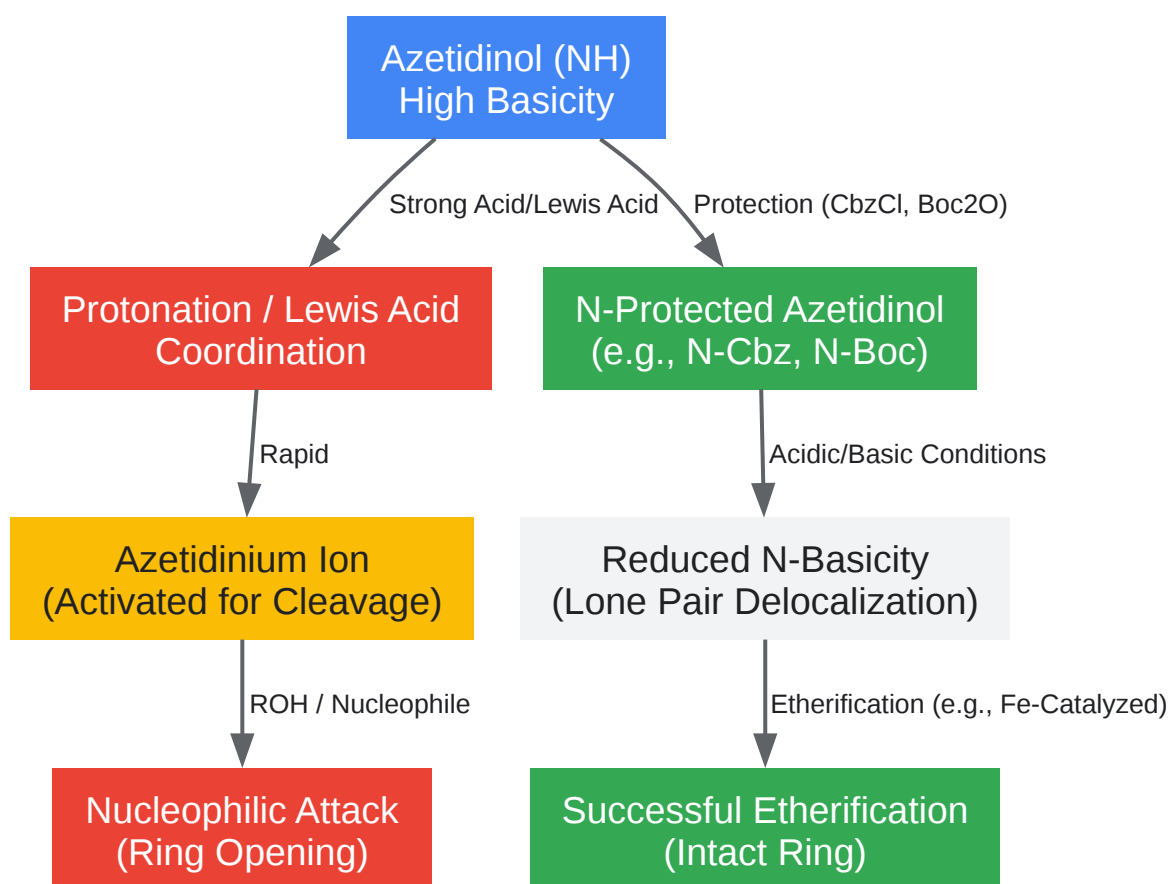 Azetidinol (NH)
High Basicity
Strong Acid/Lewis Acid
Protection (CbzCl, Boc2O)
Protonation / Lewis Acid
Coordination
N-Protected Azetidinol
(e.g., N-Cbz, N-Boc)
Rapid
Acidic/Basic Conditions
Azetidinium Ion
(Activated for Cleavage)
Reduced N-Basicity
(Lone Pair Delocalization)
ROH / Nucleophile
Etherification (e.g., Fe-Catalyzed)
Nucleophilic Attack
(Ring Opening)
Successful Etherification
(Intact Ring)